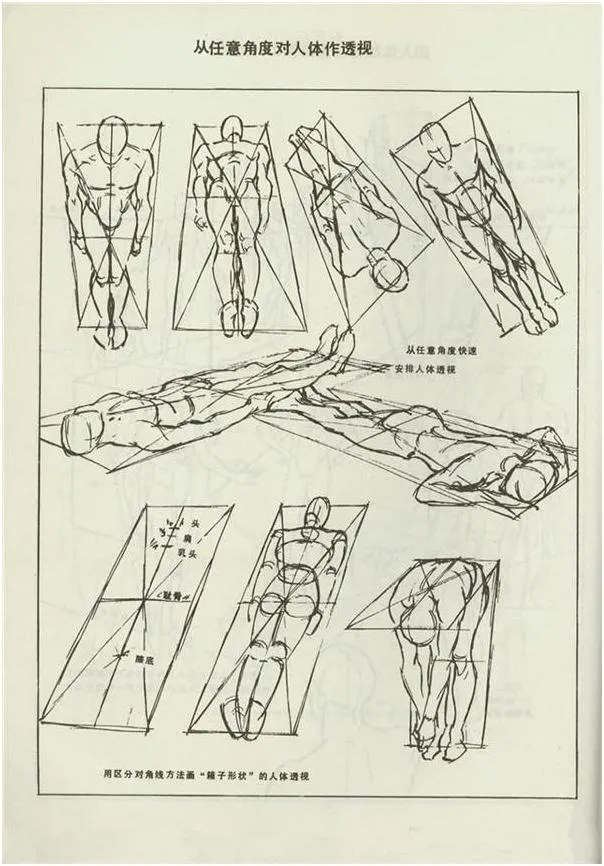 从任意角度对人体作透视
从任意角度快速
安排人体透视
头
肩
乳头
耻骨
膝底
用区分对角线方法画“箱子形状”的人体透视